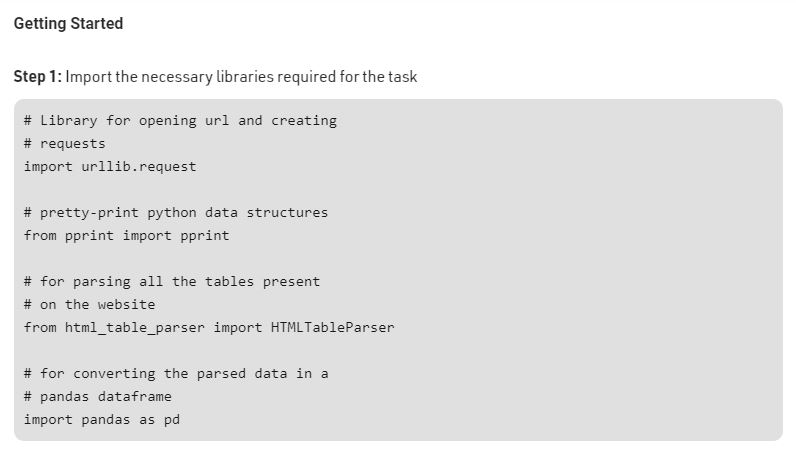 Getting Started
Step 1: Import the necessary libraries required for the task
# Library for opening url and creating
# requests
import urllib.request
# pretty-print python data structures
from pprint import pprint
# for parsing all the tables present
# on the website
from html_table_parser import HTMLTableParser
# for converting the parsed data in a
# pandas dataframe
import pandas as pd